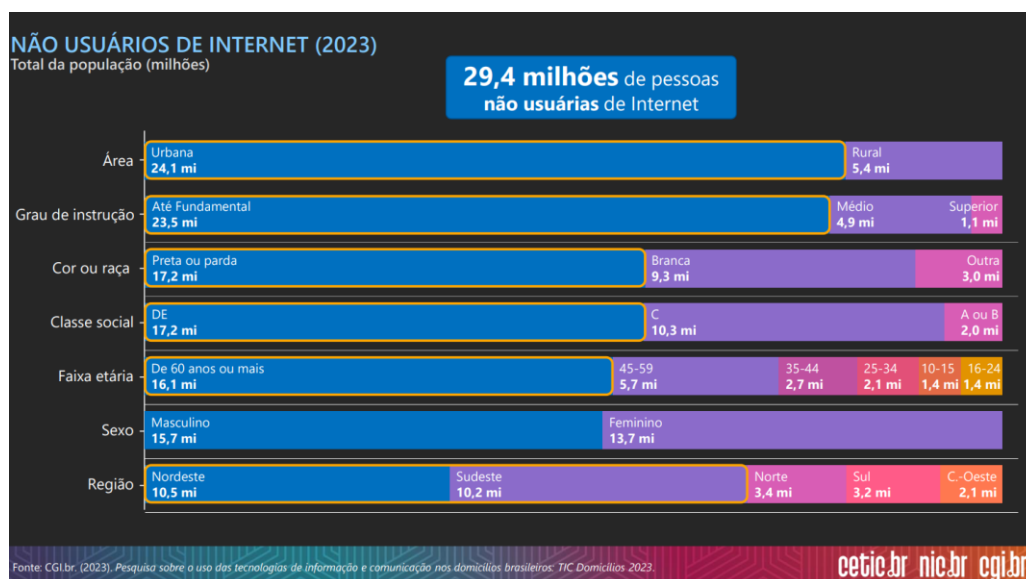 NÃO USUÁRIOS DE INTERNET (2023)
Total da população (milhões)
29,4 milhões de pessoas
não usuárias de Internet
Área
Urbana
24,1 mi
Rural
5,4 mi
Grau de instrução
Até Fundamental
23,5 mi
Médio
4,9 mi
Superior
1,1 mi
Cor ou raça
Preta ou parda
17,2 mi
Branca
9,3 mi
Outra
3,0 mi
Classe social
DE
17,2 mi
C
10,3 mi
A ou B
2,0 mi
Faixa etária
De 60 anos ou mais
16,1 mi
45-59
5,7 mi
35-44
2,7 mi
25-34
2,1 mi
10-15
1,4 mi
16-24
1,4 mi
Sexo
Masculino
15,7 mi
Feminino
13,7 mi
Região
Nordeste
10,5 mi
Sudeste
10,2 mi
Norte
3,4 mi
Sul
3,2 mi
C.-Oeste
2,1 mi
Fonte: CGI.br. (2023). Pesquisa sobre o uso das tecnologias de informação e comunicação nos domicílios brasileiros: TIC Domicílios 2023.
cetic.br nic.br cgi.br